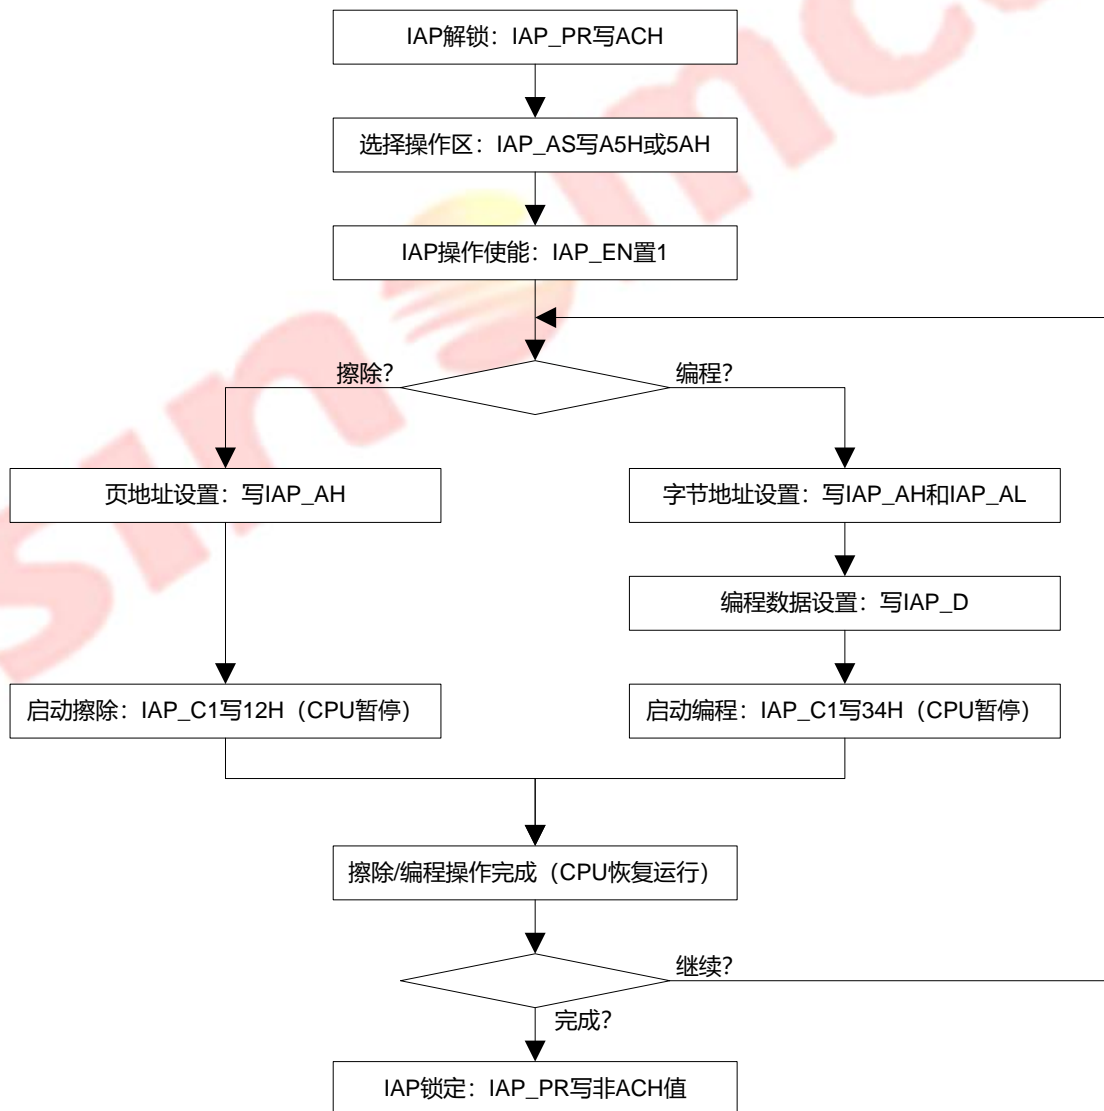 IAP解锁：IAP_PR写ACH
选择操作区：IAP_AS写A5H或5AH
IAP操作使能：IAP_EN置1
擦除？
编程？
页地址设置：写IAP_AH
字节地址设置：写IAP_AH和IAP_AL
编程数据设置：写IAP_D
启动擦除：IAP_C1写12H（CPU暂停）
启动编程：IAP_C1写34H（CPU暂停）
擦除/编程操作完成（CPU恢复运行）
继续？
完成？
IAP锁定：IAP_PR写非ACH值
sinomc